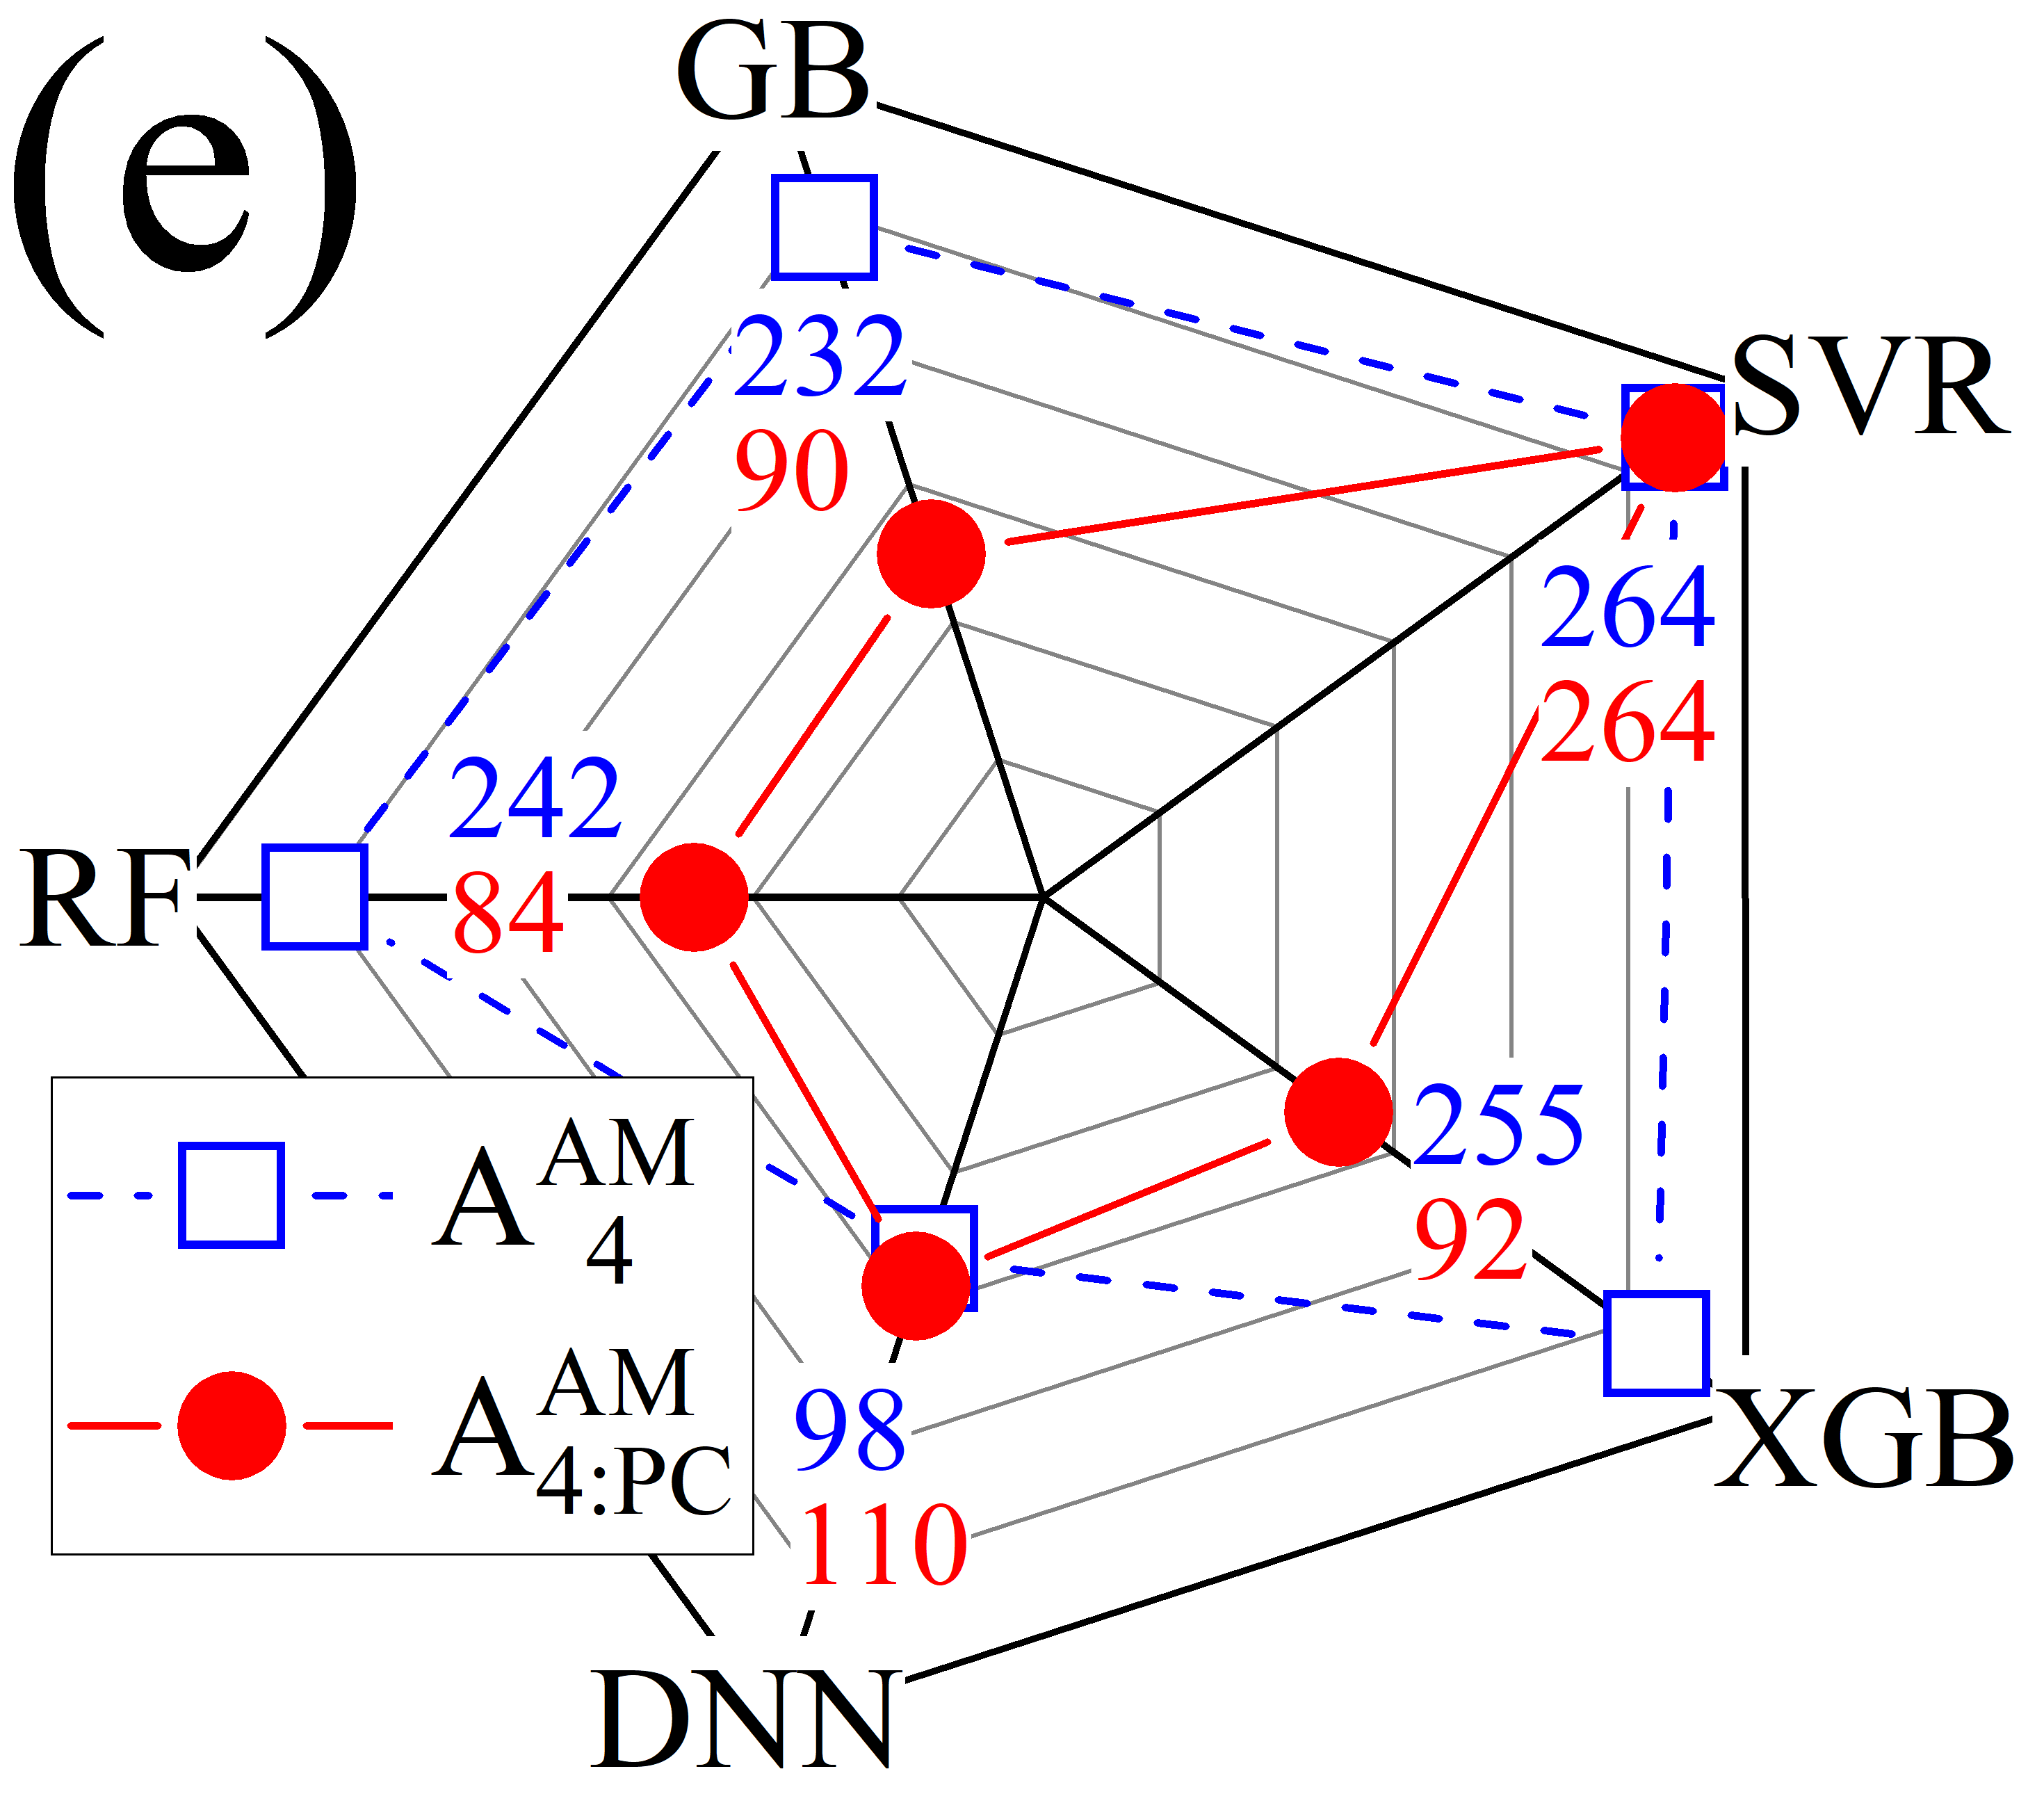 (e)
GB
SVR
232
90
264
264
242
84
RF
255
92
98
110
XGB
DNN
A AM 4
A AM 4:PC